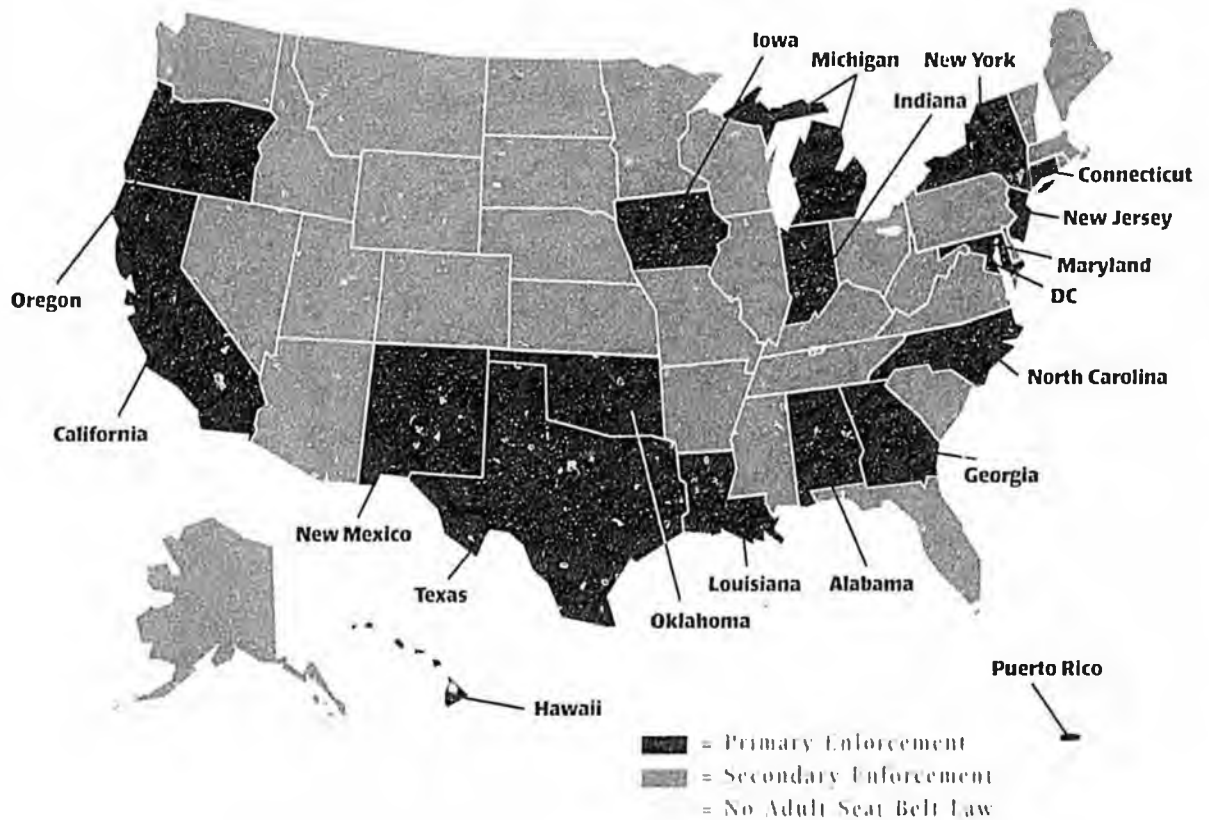 Iowa
Michigan
New York
Indiana
Connecticut
New Jersey
Maryland
DC
Oregon
North Carolina
California
Georgia
New Mexico
Texas
Louisiana
Alabama
Oklahoma
Puerto Rico
Hawaii
= Primary Enforcement
= Secondary Enforcement
= No Adult Seat Belt Law